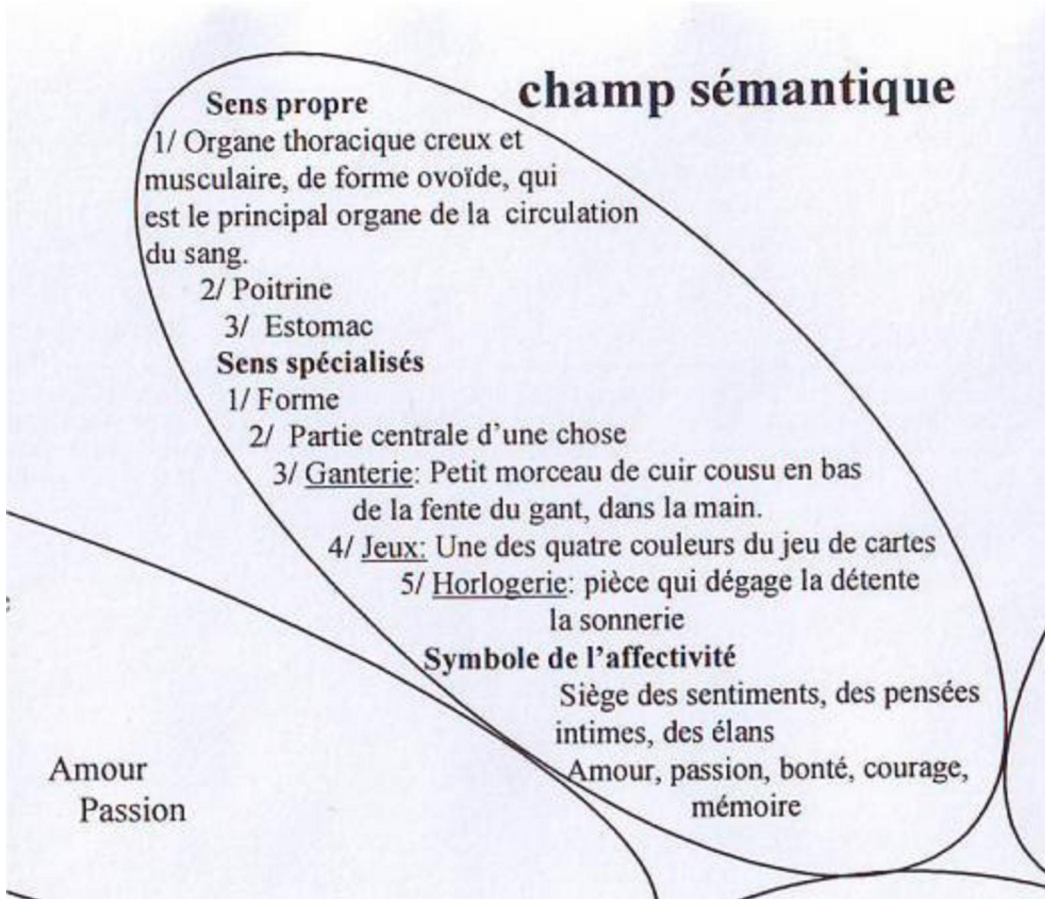 champ sémantique
Sens propre
1/ Organe thoracique creux et
musculaire, de forme ovoïde, qui
est le principal organe de la circulation
du sang.
2/ Poitrine
3/ Estomac
Sens spécialisés
1/ Forme
2/ Partie centrale d'une chose
3/ Ganterie: Petit morceau de cuir cousu en bas
de la fente du gant, dans la main.
4/ Jeux: Une des quatre couleurs du jeu de cartes
5/ Horlogerie: pièce qui dégage la détente
la sonnerie
Symbole de l'affectivité
Siège des sentiments, des pensées
intimes, des élans
Amour, passion, bonté, courage,
mémoire
Amour
Passion